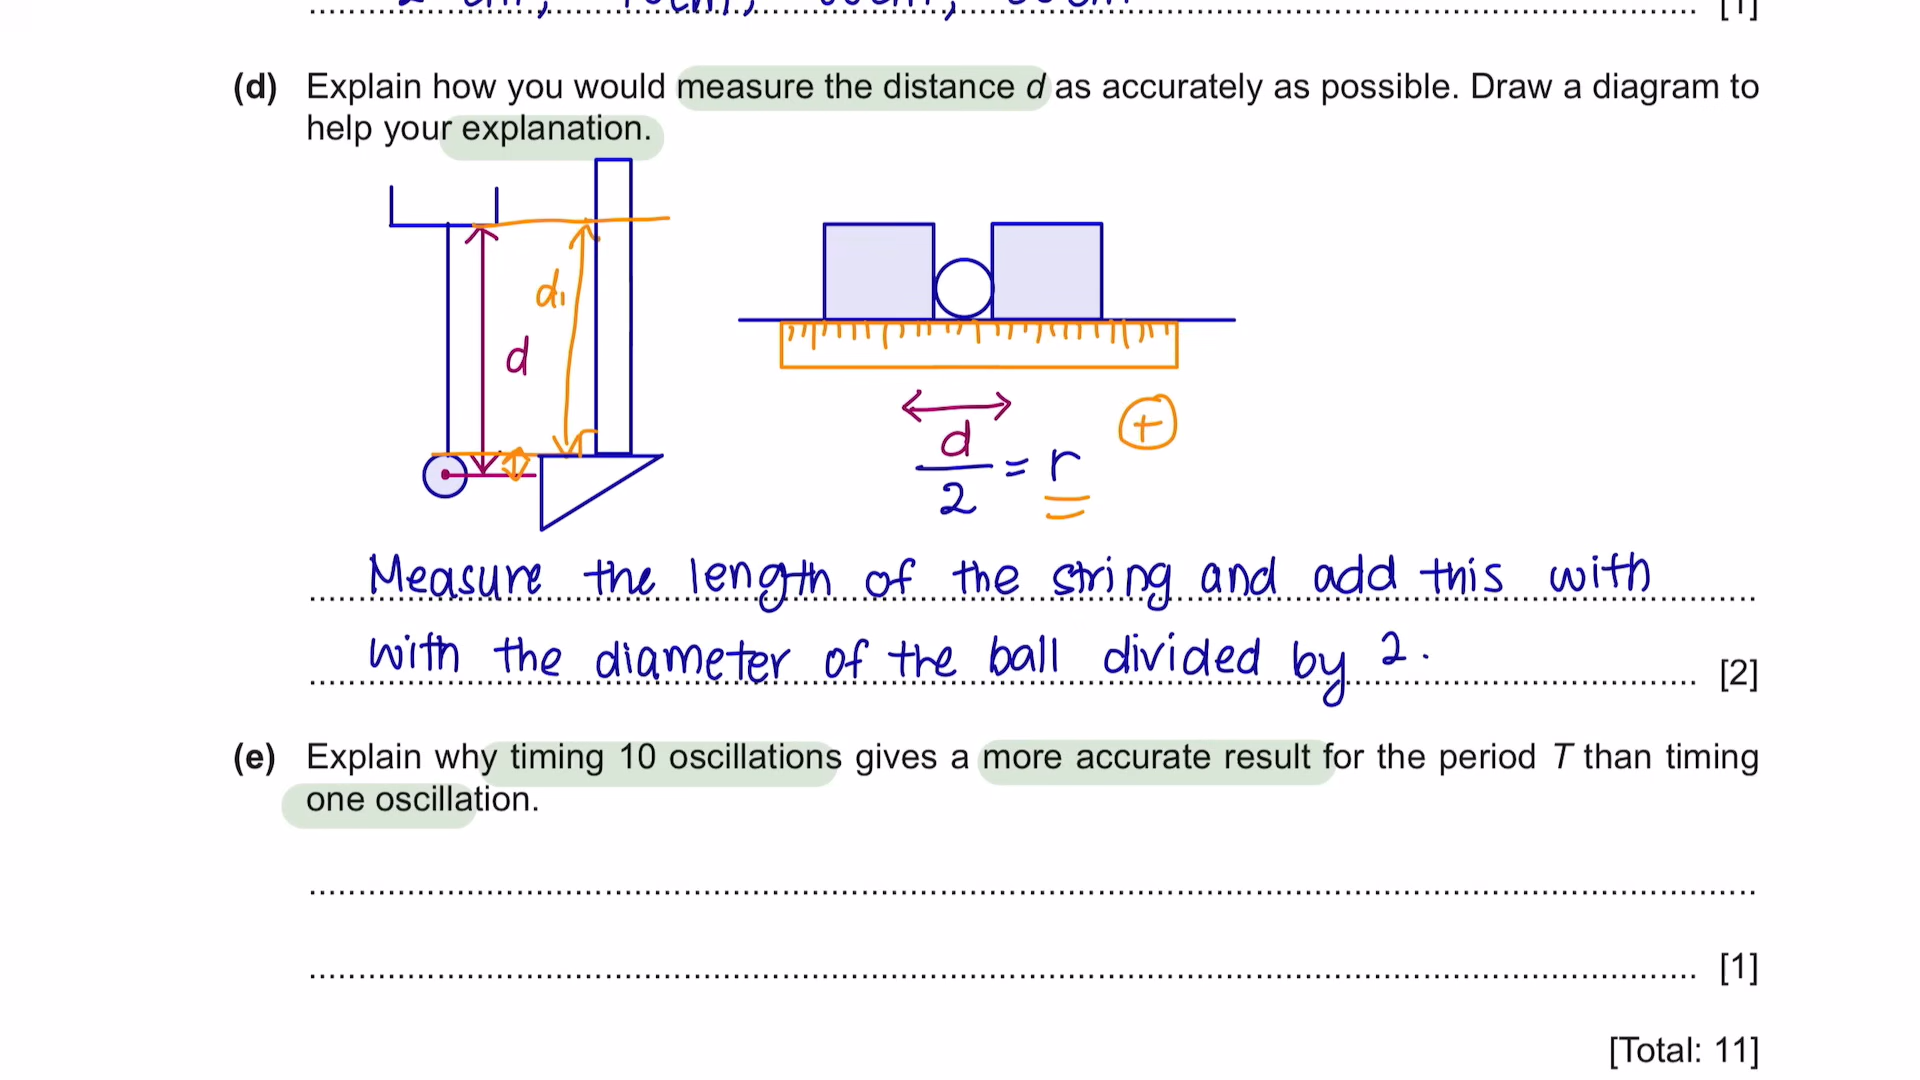 [1]
(d) Explain how you would measure the distance d as accurately as possible. Draw a diagram to
help your explanation.
d₁
d
d
2
= r
+
Measure the length of the string and add this with
with the diameter of the ball divided by 2.
[2]
(e) Explain why timing 10 oscillations gives a more accurate result for the period T than timing
one oscillation.
[1]
[Total: 11]